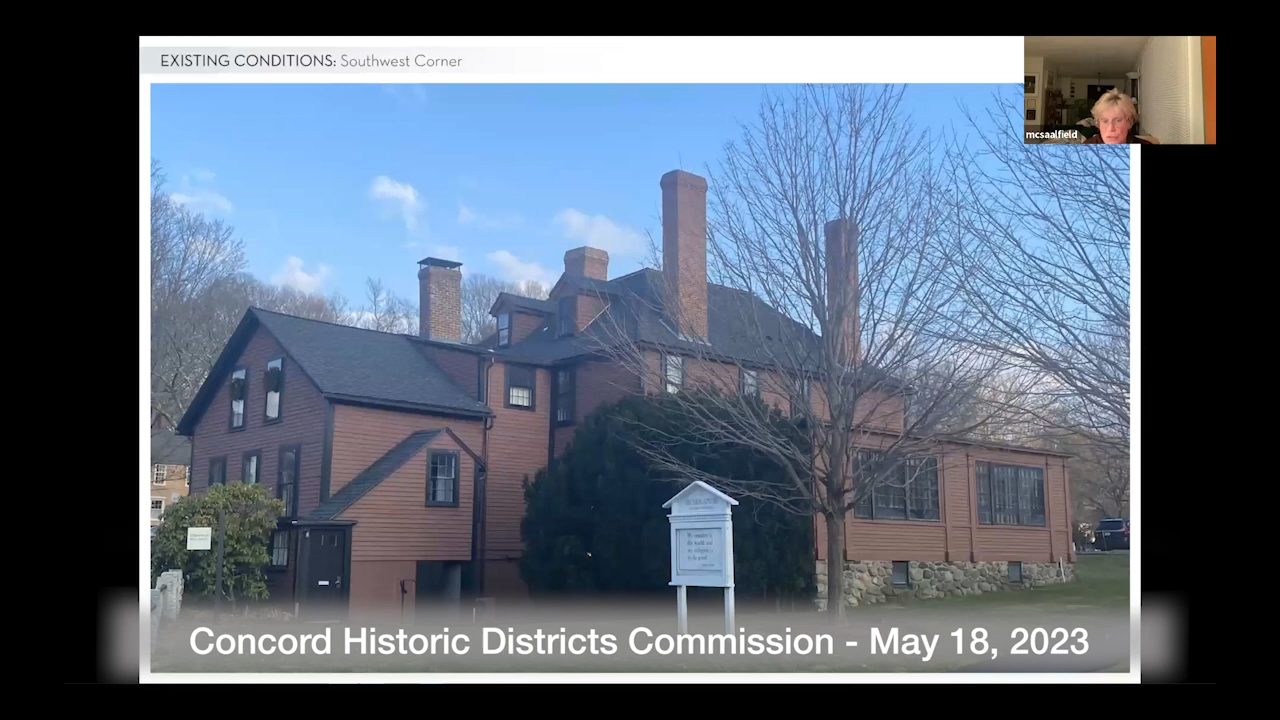 EXISTING CONDITIONS: Southwest Corner
mcsaalfield
Concord Historic Districts Commission - May 18, 2023